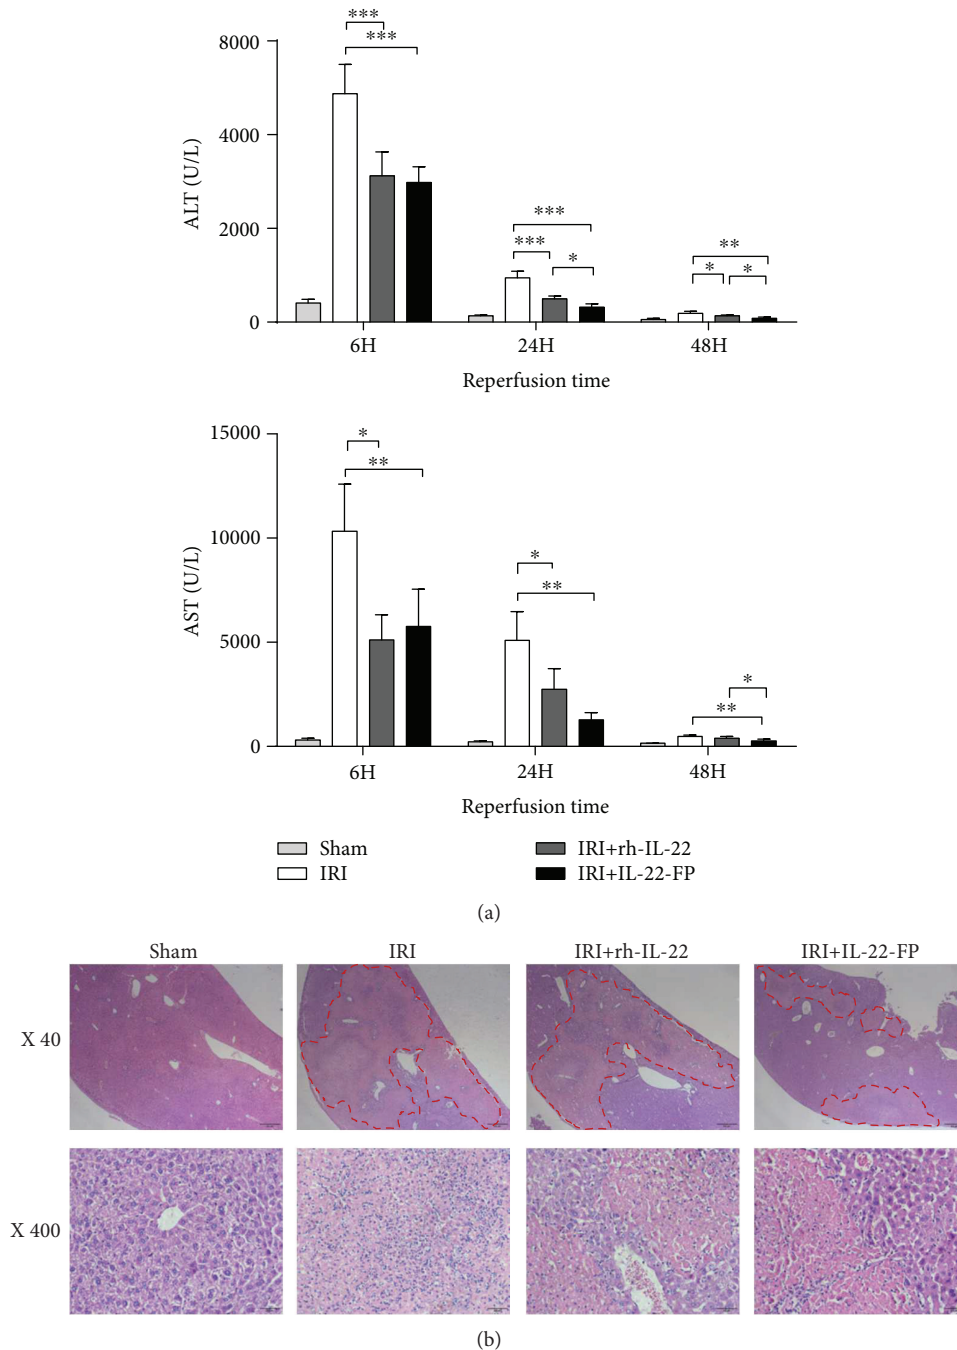 ***
***
8000
4000
2000
0
ALT (U/L)
***
***
*
**
*
*
6H
24H
48H
Reperfusion time
15000
10000
5000
0
AST (U/L)
*
**
*
**
*
**
6H
24H
48H
Reperfusion time
Sham
IRI
IRI+rh-IL-22
IRI+IL-22-FP
(a)
Sham
IRI
IRI+rh-IL-22
IRI+IL-22-FP
X 40
X 400
(b)